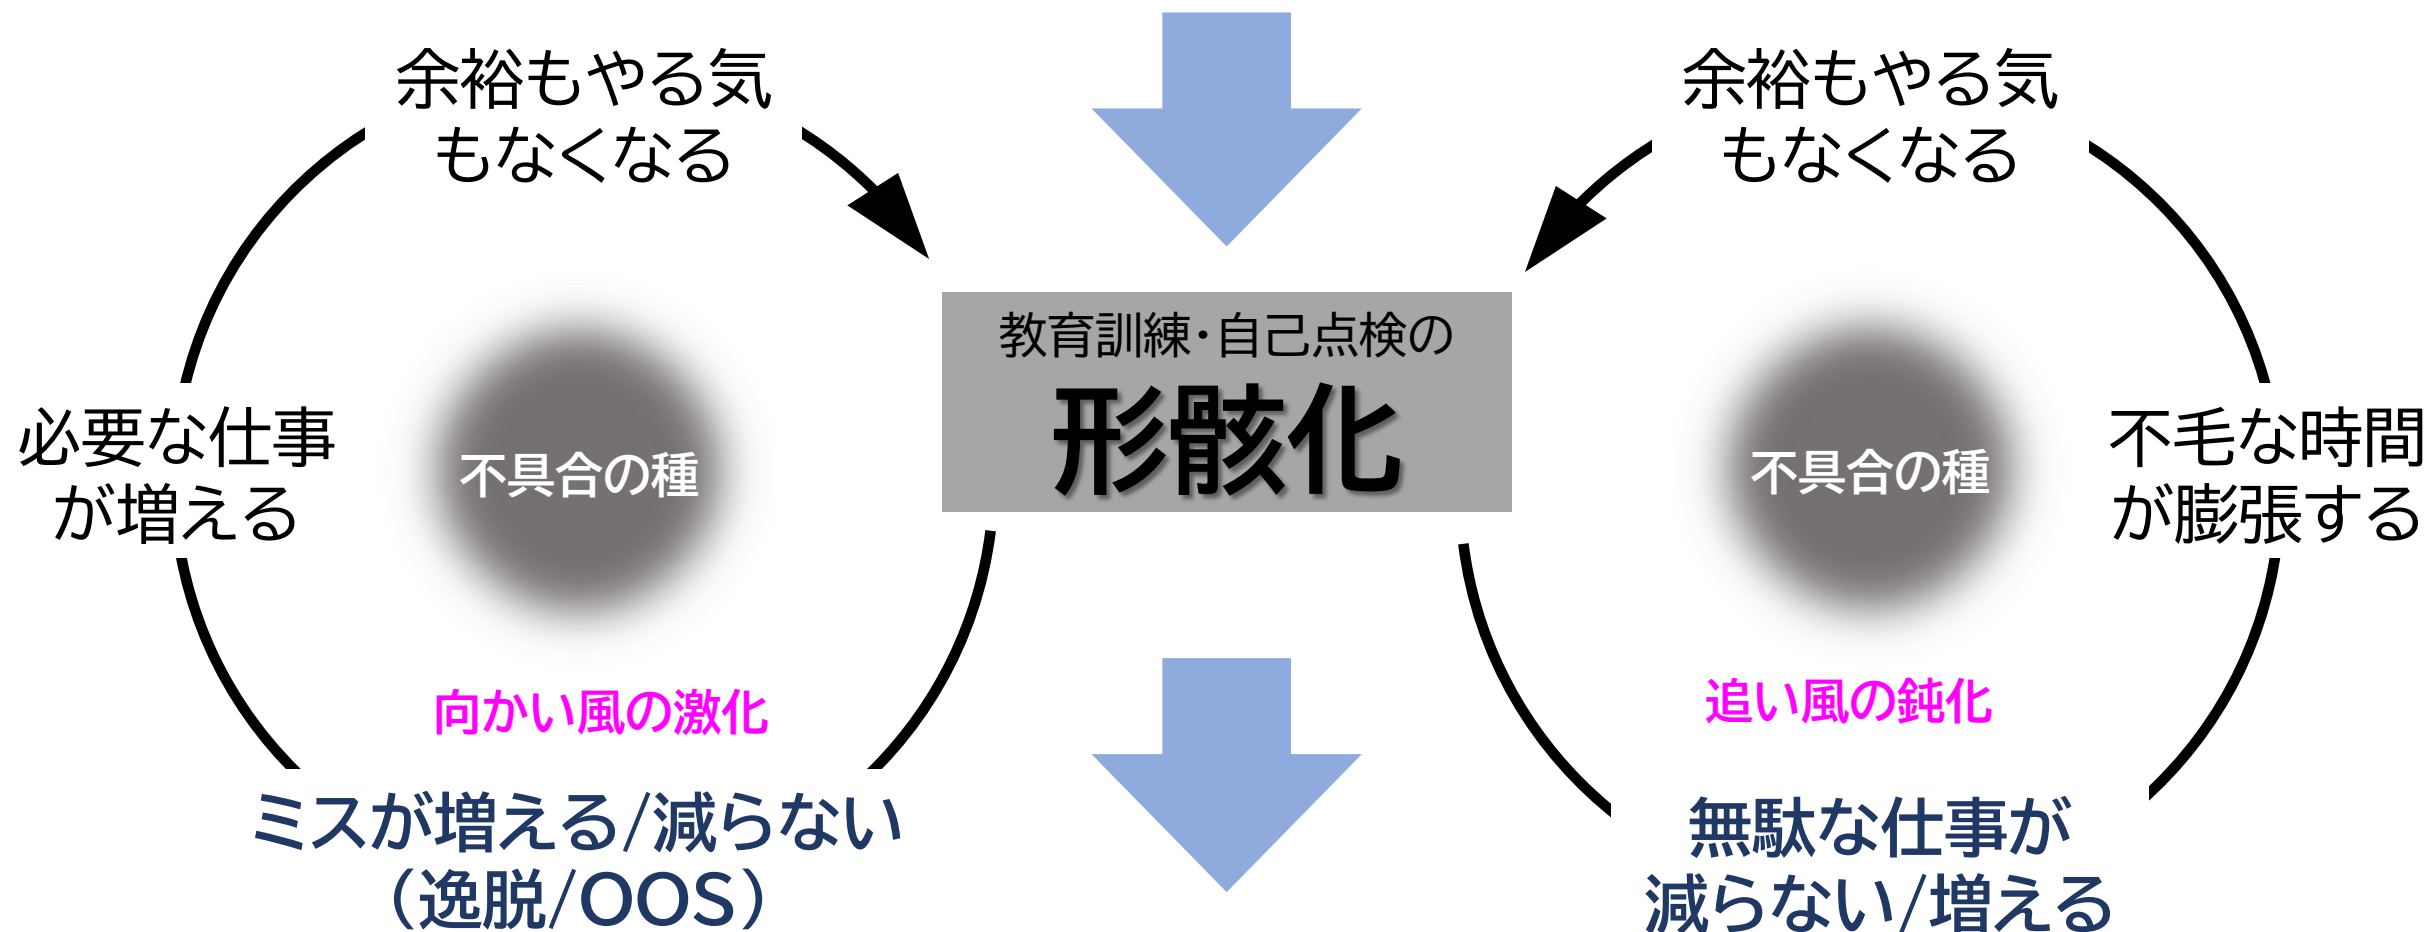 余裕もやる気
もなくなる
必要な仕事
が増える
不具合の種
向かい風の激化
ミスが増える/減らない
（逸脱/OOS）
教育訓練・自己点検の
形骸化
余裕もやる気
もなくなる
不具合の種
不毛な時間
が膨張する
追い風の鈍化
無駄な仕事が
減らない/増える